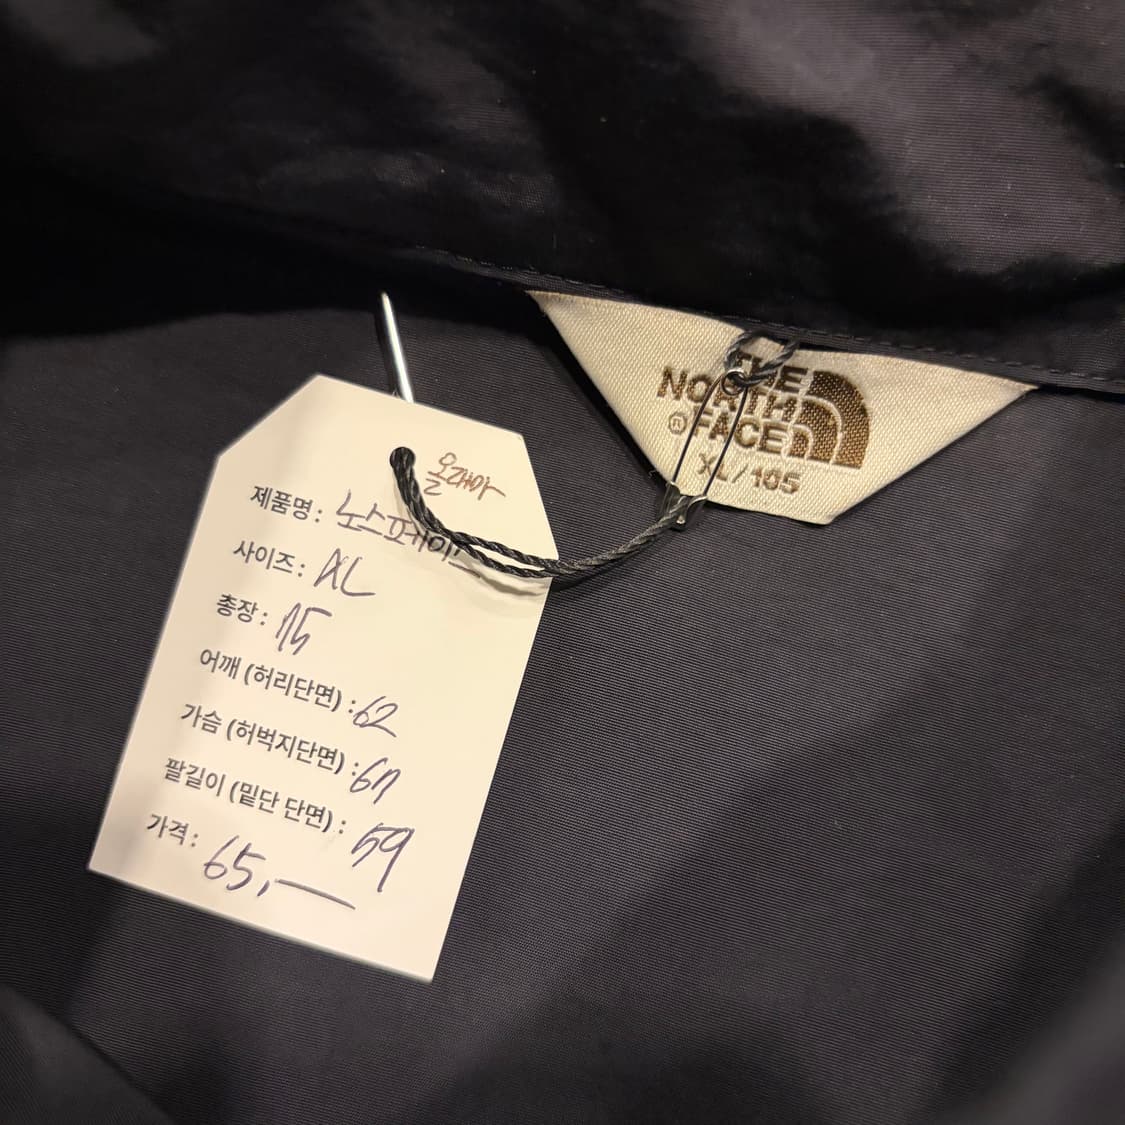 올재마
제품명: 노스페이스
사이즈: XL
총장: 75
어깨 (허리단면) : 62
가슴 (허벅지단면) : 67
팔길이 (밑단 단면) : 59
가격: 65,—
THE
NORTH
FACE
®
XL/105